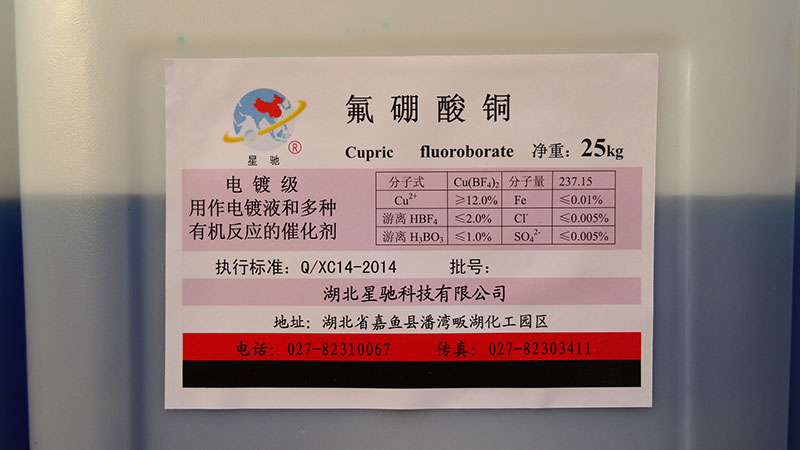 氟硼酸铜
Cupric fluoroborate 净重：25kg
星驰®
电镀级
用作电镀液和多种
有机反应的催化剂
分子式 Cu(BF4)2 分子量 237.15
Cu2+ ≥12.0% Fe ≤0.01%
游离 HBF4 ≤2.0% Cl- ≤0.005%
游离 H3BO3 ≤1.0% SO42- ≤0.005%
执行标准：Q/XC14-2014 批号：
湖北星驰科技有限公司
地址：湖北省嘉鱼县潘湾畈湖化工园区
电话：027-82310067 传真：027-82303411